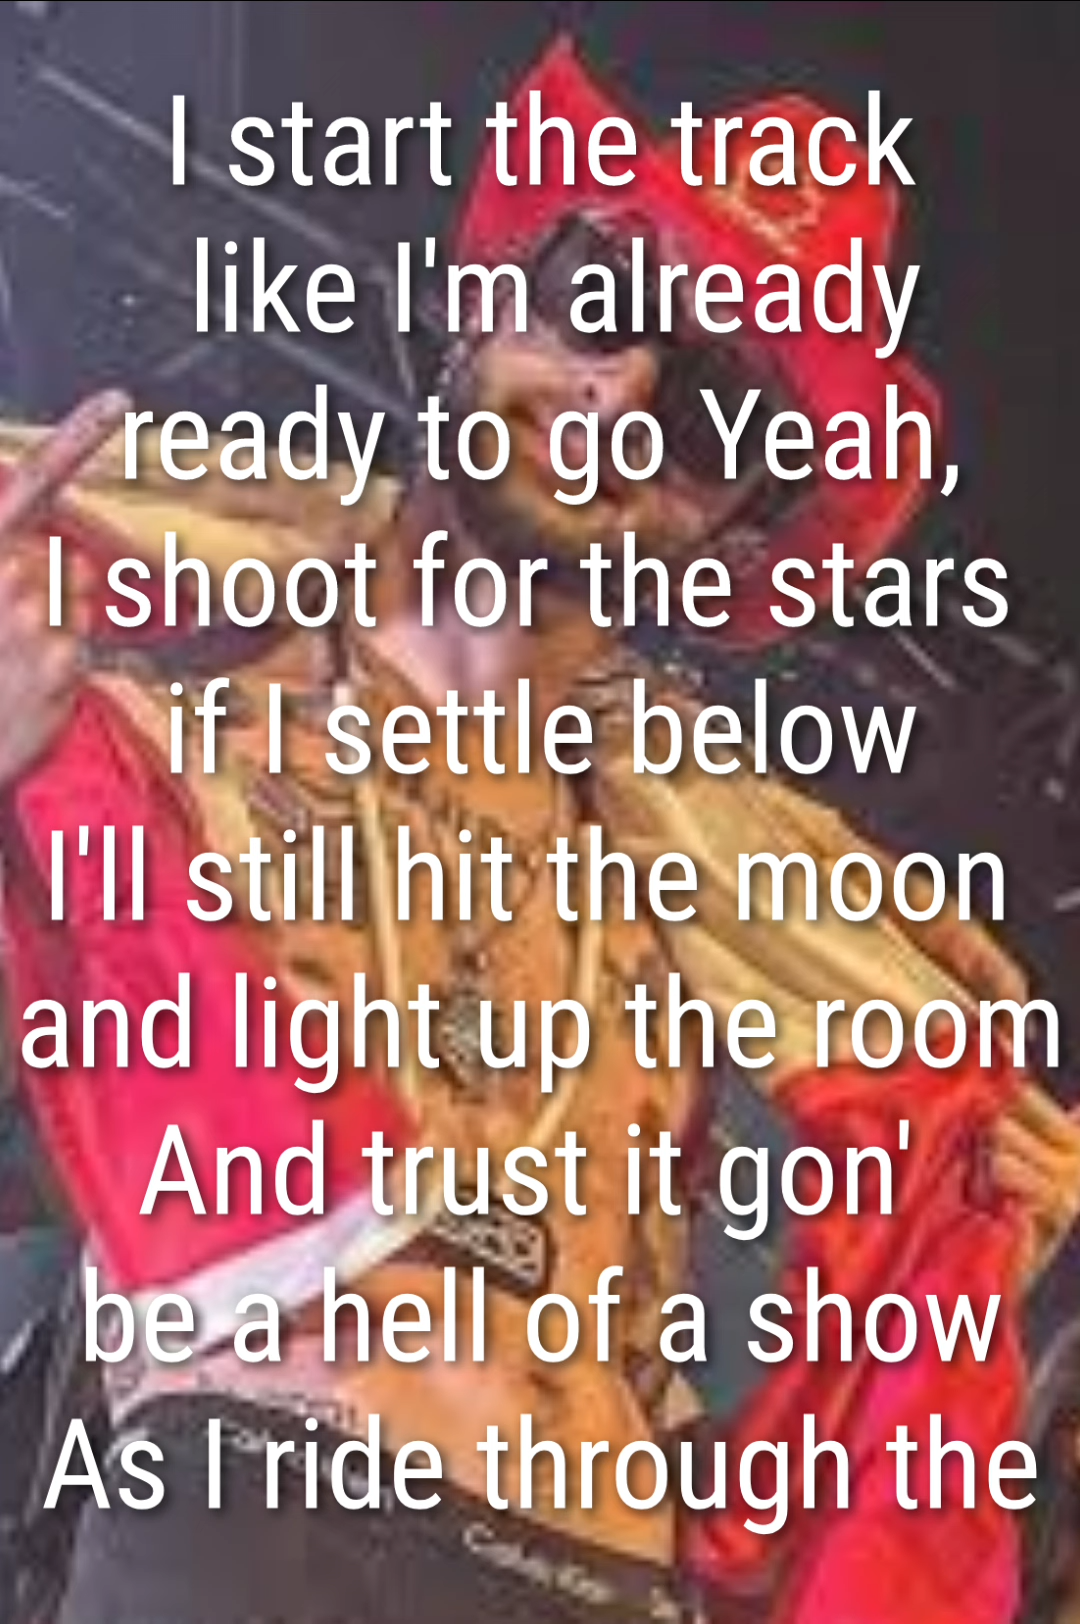 I start the track
like I'm already
ready to go Yeah,
I shoot for the stars
if I settle below
I'll still hit the moon
and light up the room
And trust it gon'
be a hell of a show
As I ride through the